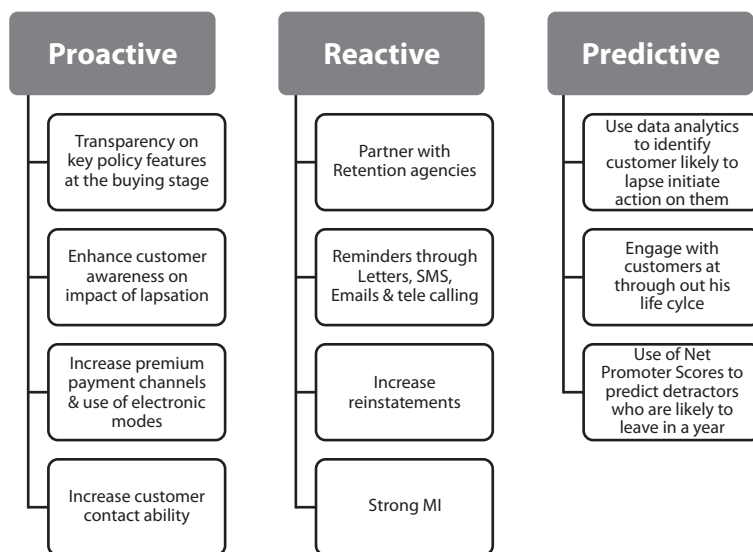 Proactive
Transparency on
key policy features
at the buying stage
Enhance customer
awareness on
impact of lapsation
Increase premium
payment channels
& use of electronic
modes
Increase customer
contact ability
Reactive
Partner with
Retention agencies
Reminders through
Letters, SMS,
Emails & tele calling
Increase
reinstatements
Strong MI
Predictive
Use data analytics
to identify
customer likely to
lapse initiate
action on them
Engage with
customers at
through out his
life cylce
Use of Net
Promoter Scores to
predict detractors
who are likely to
leave in a year